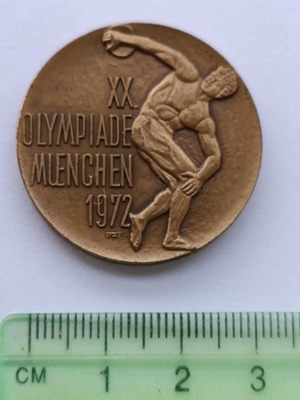 XX.
OLYMPIADE
MUENCHEN
1972
CM 1 2 3